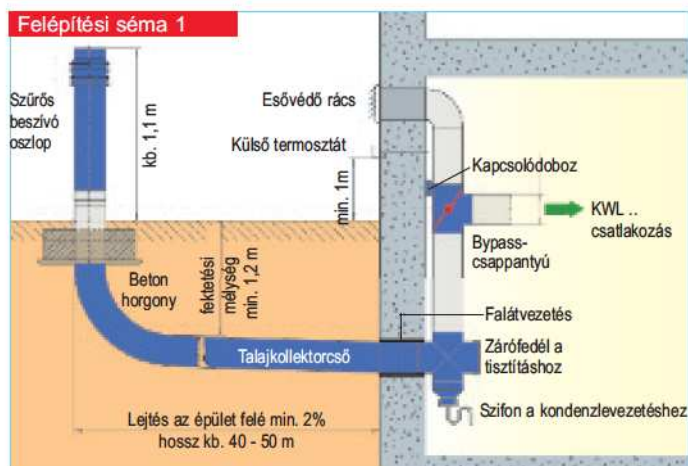 Felépítési séma 1
Szűrős
beszívó
oszlop
kb. 1,1 m
Esővédő rács
Külső termosztát
min. 1m
Kapcsolódoboz
KWL ..
csatlakozás
Bypass-
csappantyú
Beton
horgony
fektetési
mélység
min. 1,2 m
Falátvezetés
Talajkollektorcső
Zárófedél a
tisztításhoz
Lejtés az épület felé min. 2%
hossz kb. 40 - 50 m
Szifon a kondenzlevezetéshez